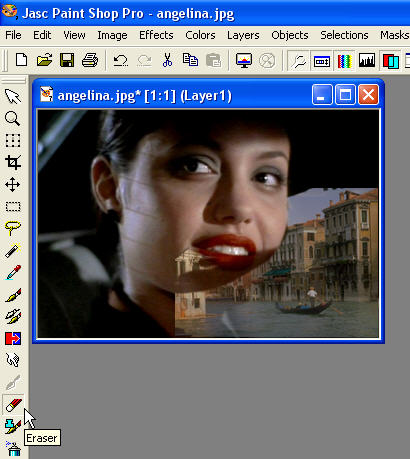 Jasc Paint Shop Pro - angelina.jpg
File Edit View Image Effects Colors Layers Objects Selections Masks
angelina.jpg* [1:1] (Layer1)
Eraser